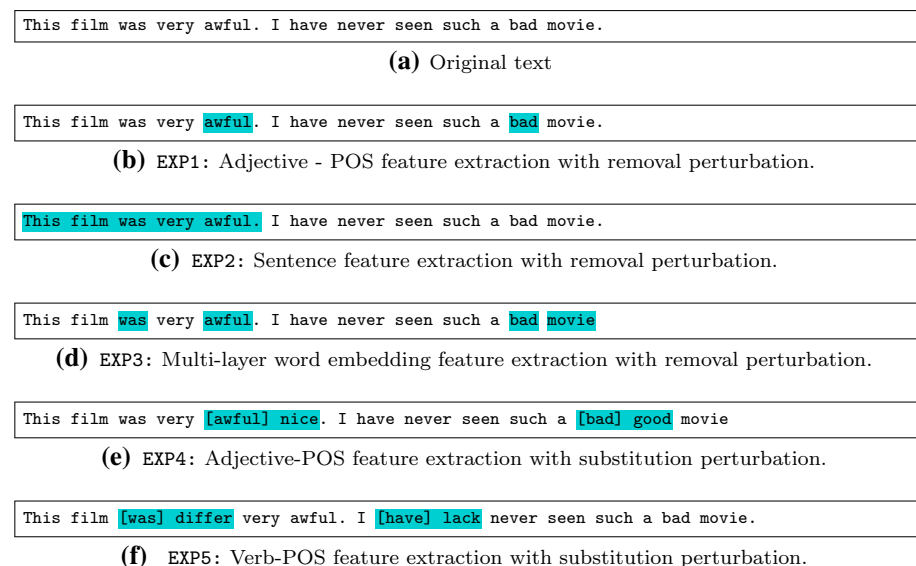 This film was very awful. I have never seen such a bad movie.
(a) Original text
This film was very awful. I have never seen such a bad movie.
(b) EXP1: Adjective - POS feature extraction with removal perturbation.
This film was very awful. I have never seen such a bad movie.
(c) EXP2: Sentence feature extraction with removal perturbation.
This film was very awful. I have never seen such a bad movie
(d) EXP3: Multi-layer word embedding feature extraction with removal perturbation.
This film was very [awful] nice. I have never seen such a [bad] good movie
(e) EXP4: Adjective-POS feature extraction with substitution perturbation.
This film [was] differ very awful. I [have] lack never seen such a bad movie.
(f) EXP5: Verb-POS feature extraction with substitution perturbation.